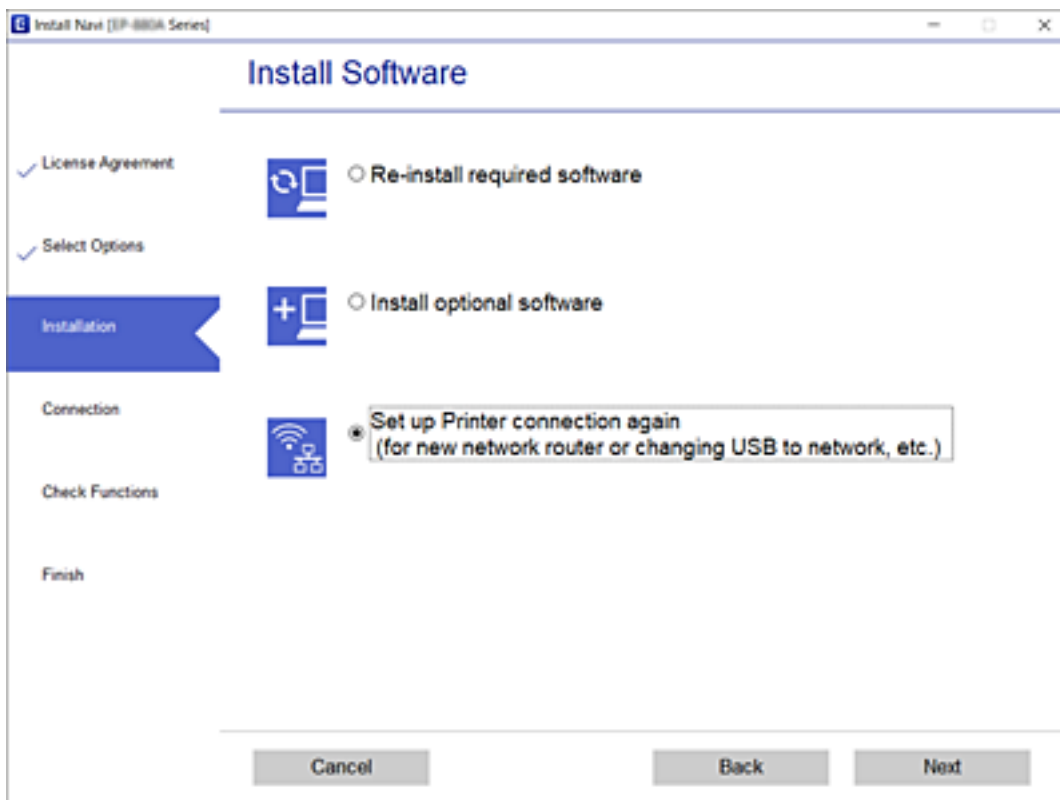 Install Navi [ Series]
Install Software
License Agreement
Select Options
Installation
Connection
Check Functions
Finish
Re-install required software
Install optional software
Set up Printer connection again
(for new network router or changing USB to network, etc.)
Cancel
Back
Next